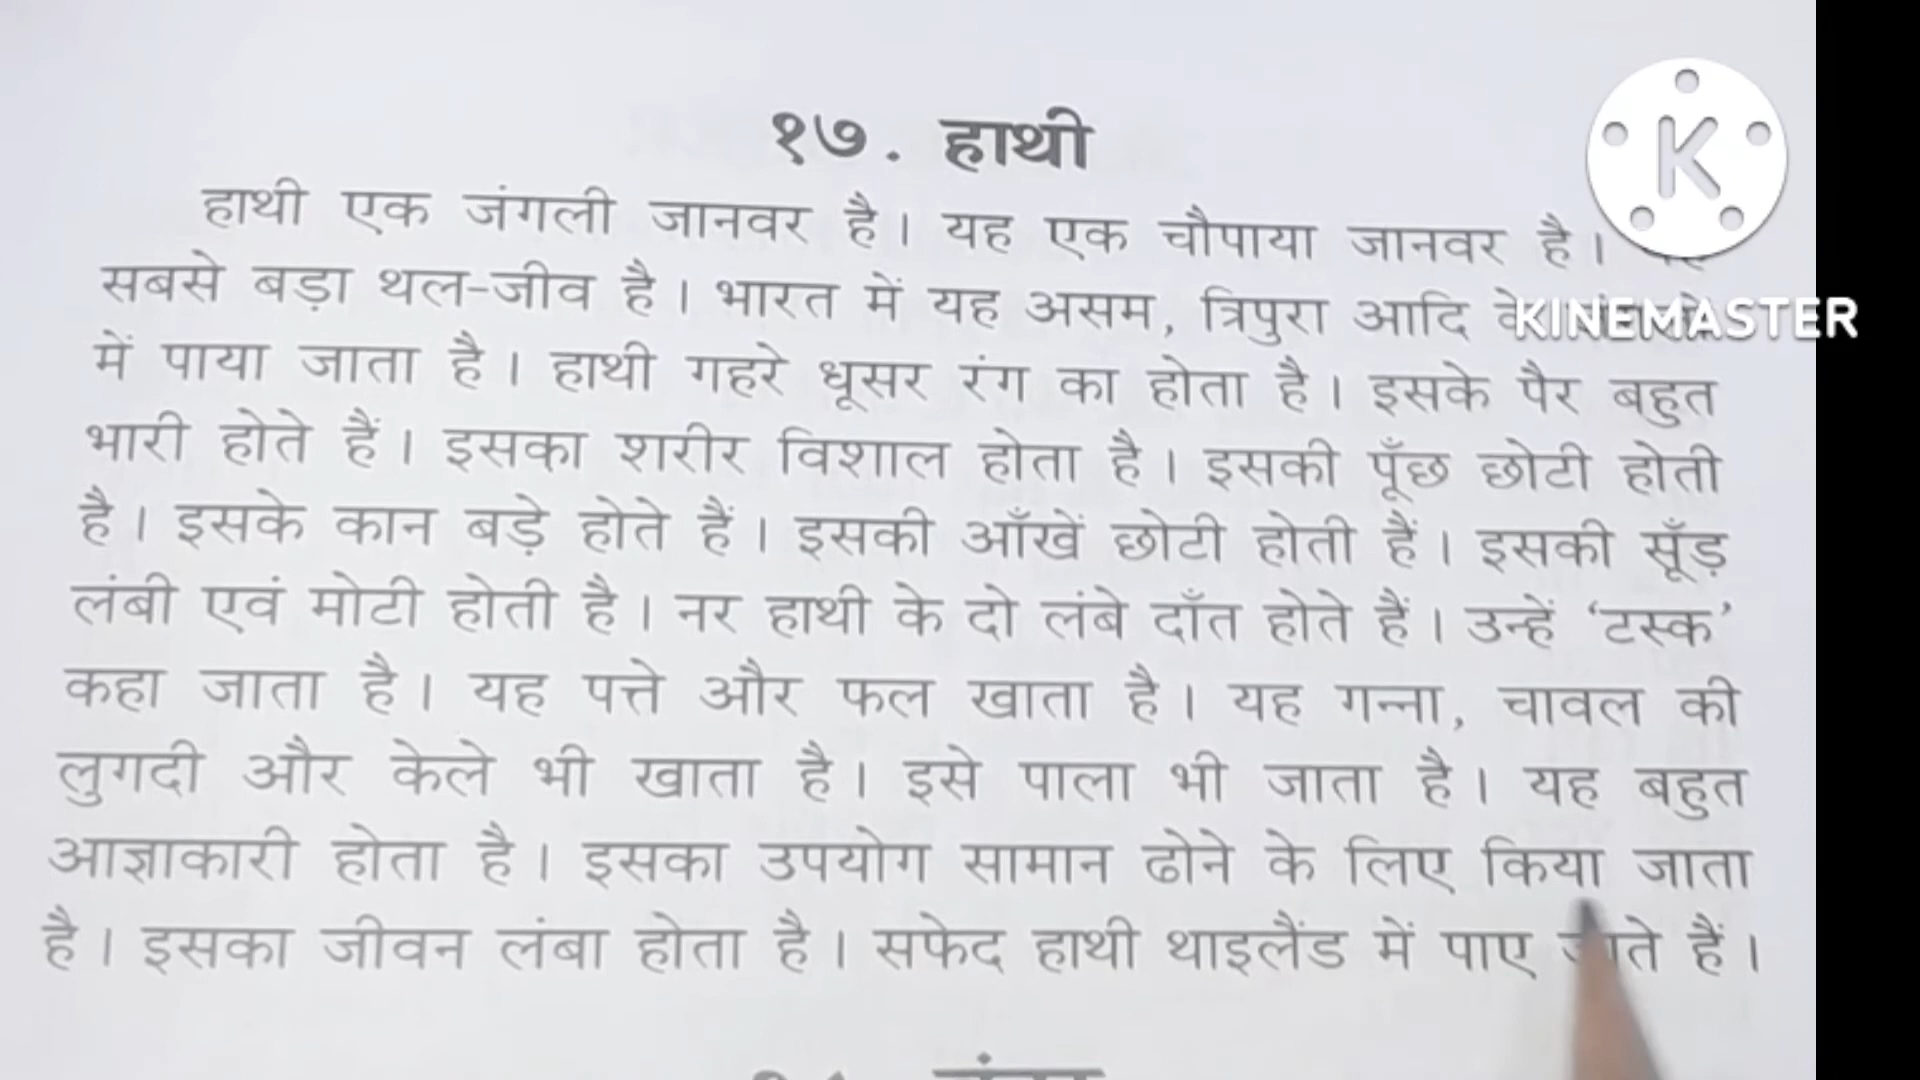 १७. हाथी
हाथी एक जंगली जानवर है। यह एक चौपाया जानवर है।
सबसे बड़ा थल-जीव है। भारत में यह असम, त्रिपुरा आदि के
में पाया जाता है। हाथी गहरे धूसर रंग का होता है। इसके पैर बहुत
भारी होते हैं। इसका शरीर विशाल होता है। इसकी पूँछ छोटी होती
है। इसके कान बड़े होते हैं। इसकी आँखें छोटी होती हैं। इसकी सूँड़
लंबी एवं मोटी होती है। नर हाथी के दो लंबे दाँत होते हैं। उन्हें ‘टस्क’
कहा जाता है। यह पत्ते और फल खाता है। यह गन्ना, चावल की
लुगदी और केले भी खाता है। इसे पाला भी जाता है। यह बहुत
आज्ञाकारी होता है। इसका उपयोग सामान ढोने के लिए किया जाता
है। इसका जीवन लंबा होता है। सफेद हाथी थाइलैंड में पाए जाते हैं।
K
KINEMASTER